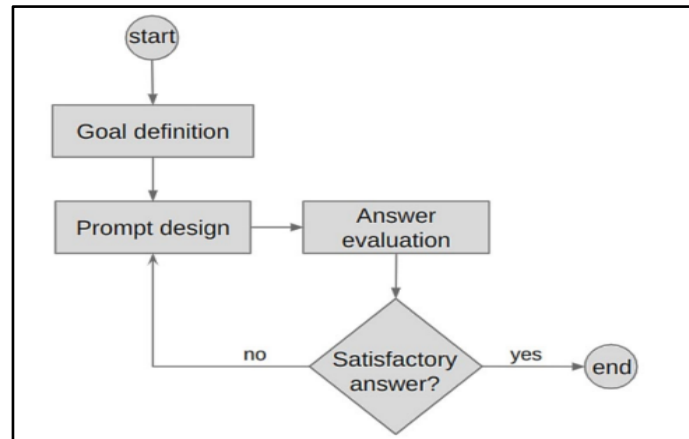 start
Goal definition
Prompt design
Answer
evaluation
Satisfactory
answer?
no
yes
end